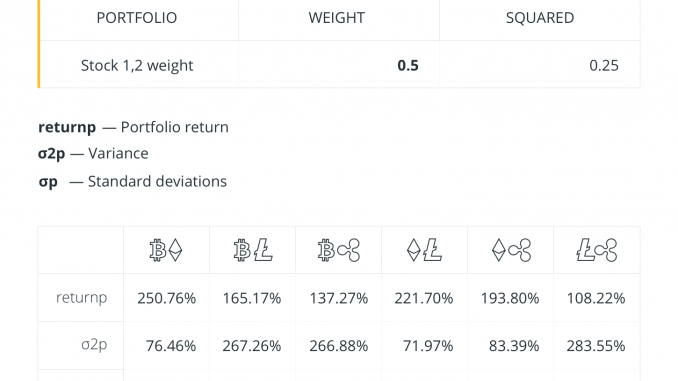 PORTFOLIO WEIGHT SQUARED
Stock 1,2 weight 0.5 0.25
returnp — Portfolio return
σ2p — Variance
σp — Standard deviations
returnp 250.76% 165.17% 137.27% 221.70% 193.80% 108.22%
σ2p 76.46% 267.26% 266.88% 71.97% 83.39% 283.55%